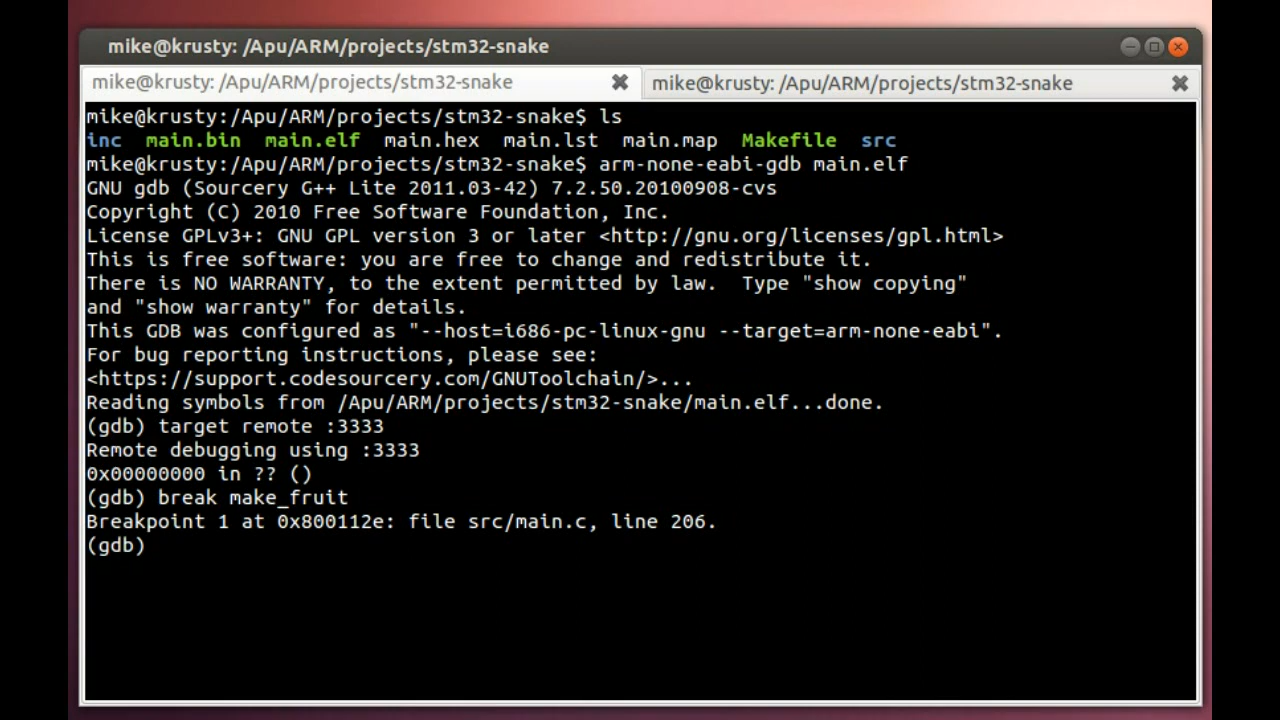 mike@krusty: /Apu/ARM/projects/stm32-snake
mike@krusty: /Apu/ARM/projects/stm32-snake
mike@krusty: /Apu/ARM/projects/stm32-snake
mike@krusty:/Apu/ARM/projects/stm32-snake$ ls
inc  main.bin  main.elf  main.hex  main.lst  main.map  Makefile  src
mike@krusty:/Apu/ARM/projects/stm32-snake$ arm-none-eabi-gdb main.elf
GNU gdb (Sourcery G++ Lite 2011.03-42) 7.2.50.20100908-cvs
Copyright (C) 2010 Free Software Foundation, Inc.
License GPLv3+: GNU GPL version 3 or later <http://gnu.org/licenses/gpl.html>
This is free software: you are free to change and redistribute it.
There is NO WARRANTY, to the extent permitted by law.  Type "show copying"
and "show warranty" for details.
This GDB was configured as "--host=i686-pc-linux-gnu --target=arm-none-eabi".
For bug reporting instructions, please see:
<https://support.codesourcery.com/GNUToolchain/>...
Reading symbols from /Apu/ARM/projects/stm32-snake/main.elf...done.
(gdb) target remote :3333
Remote debugging using :3333
0x00000000 in ?? ()
(gdb) break make_fruit
Breakpoint 1 at 0x800112e: file src/main.c, line 206.
(gdb)